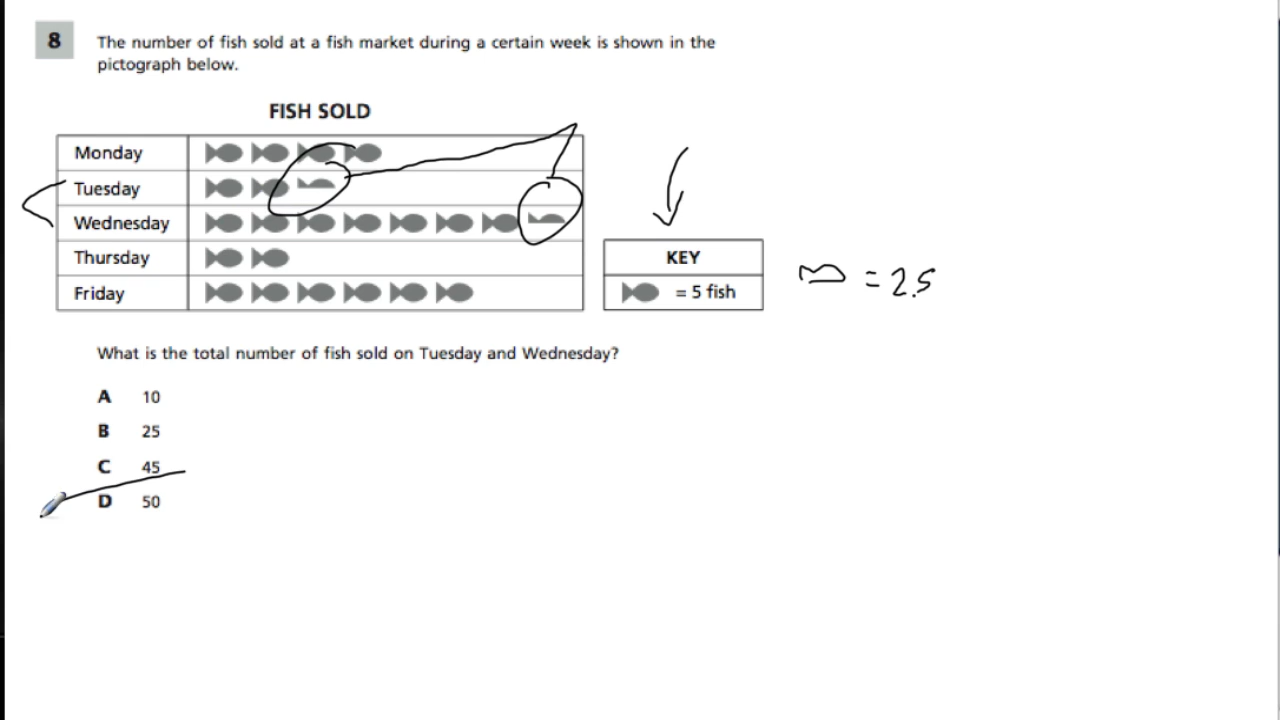 8
The number of fish sold at a fish market during a certain week is shown in the
pictograph below.
FISH SOLD
Monday
Tuesday
Wednesday
Thursday
Friday
KEY
= 5 fish
= 2.5
What is the total number of fish sold on Tuesday and Wednesday?
A 10
B 25
C 45
D 50